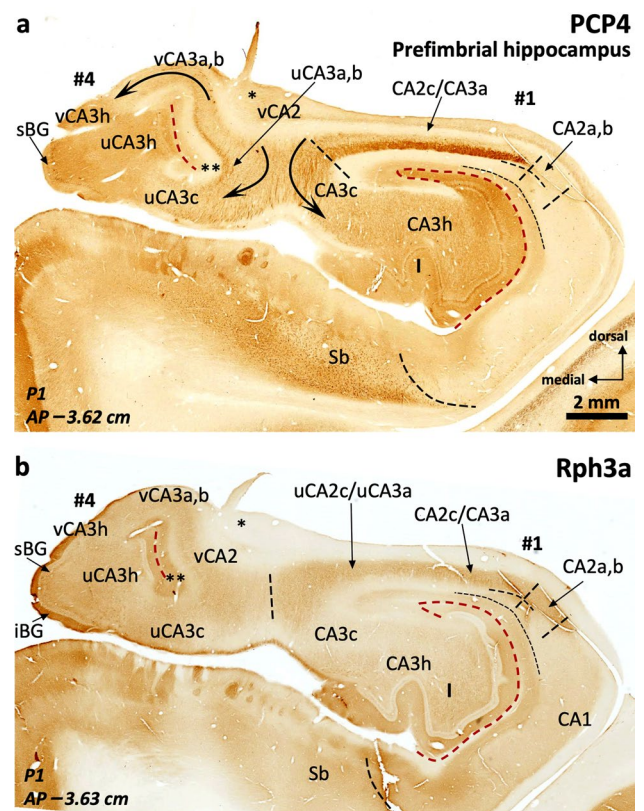 a
PCP4
Prefimbrial hippocampus
vCA3a,b
#4
uCA3a,b
*
vCA2
CA2c/CA3a
#1
CA2a,b
vCA3h
sBG
uCA3h
**
uCA3c
CA3c
CA3h
I
Sb
dorsal
medial
2 mm
P1
AP – 3.62 cm
b
Rph3a
#4
vCA3a,b
uCA2c/uCA3a
CA2c/CA3a
*
#1
vCA3h
sBG
vCA2
CA2a,b
uCA3h
**
iBG
uCA3c
CA3c
CA3h
I
CA1
Sb
P1
AP – 3.63 cm